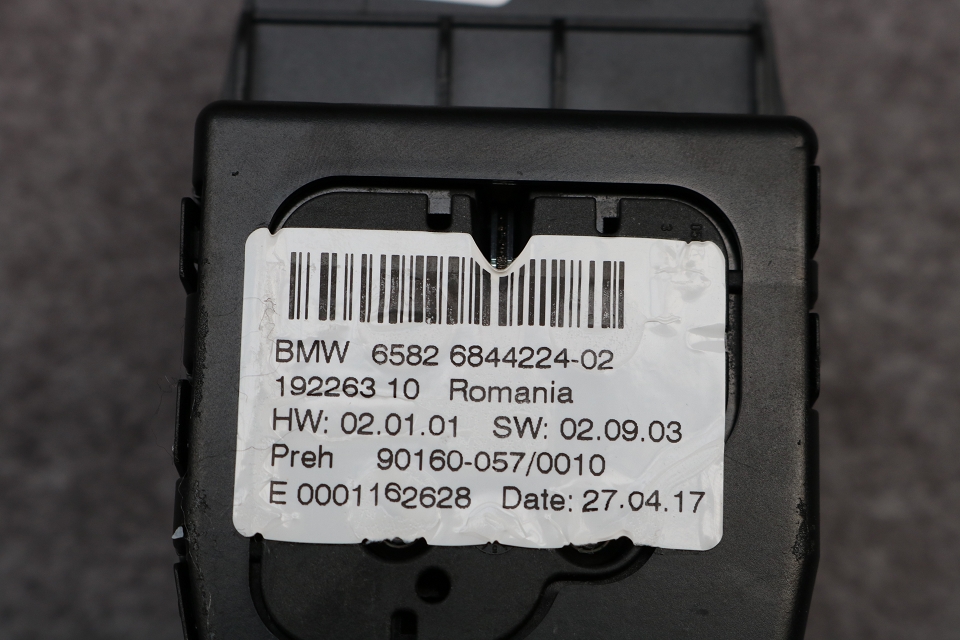 BMW 6582 6844224-02
192263 10 Romania
HW: 02.01.01 SW: 02.09.03
Preh 90160-057/0010
E 0001162628 Date: 27.04.17